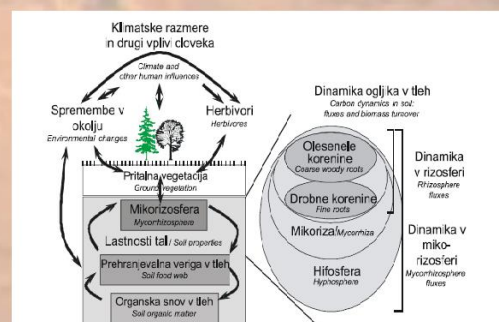 Klimatske razmere
in drugi vplivi cloveka
Climate and
other human influences
Spremembe v
okolju
Environmental changes
Herbivori
Herbivores
Pritalna vegetacija
Ground vegetation
Mikorizosfera
Mycorrhizosphere
Lastnosti tal / Soil properties
Prehranjevalna veriga v tleh
Soil food web
Organska snov v tleh
Soil organic matter
Dinamika ogljika v tleh
Carbon dynamics in soil:
fluxes and biomass turnover
Olesenele
korenine
Coarse woody roots
Drobne korenine
Fine roots
Mikoriza/Mycorrhiza
Hifosfera
Hyphosphere
Dinamika
v rizosferi
Rhizosphere
fluxes
Dinamika v
miko-
rizosferi
Mycorrhizosphere
fluxes